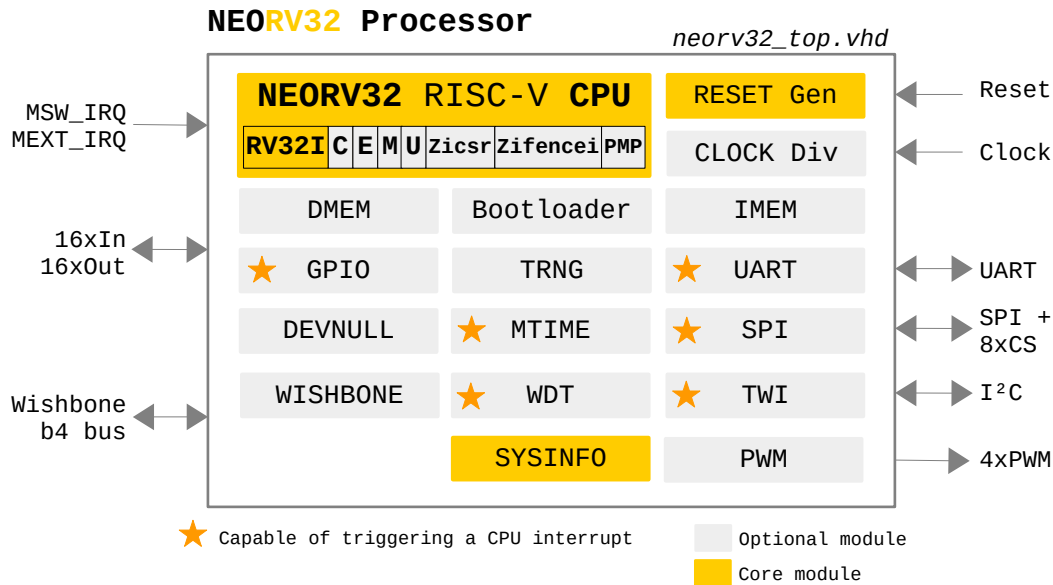 NEORV32 Processor
neorv32_top.vhd
MSW_IRQ
MEXT_IRQ
16xIn
16xOut
Wishbone
b4 bus
NEORV32 RISC-V CPU
RV32I C E M U Zicsr Zifencei PMP
RESET Gen
CLOCK Div
DMEM Bootloader IMEM
GPIO TRNG UART
DEVNULL MTIME SPI
WISHBONE WDT TWI
SYSINFO PWM
Reset
Clock
UART
SPI +
8xCS
I²C
4xPWM
Capable of triggering a CPU interrupt
Optional module
Core module